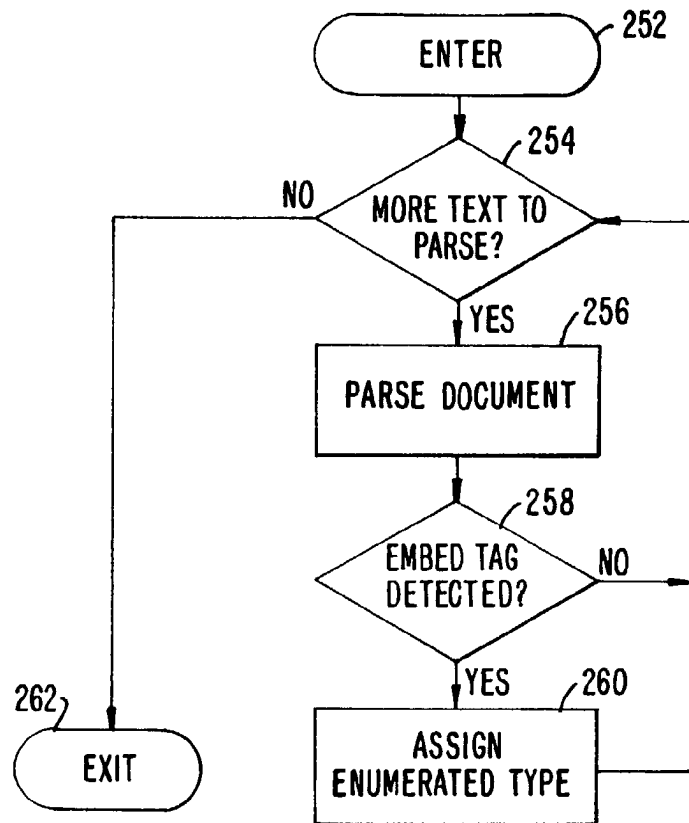 ENTER
252
254
NO
MORE TEXT TO
PARSE?
YES
256
PARSE DOCUMENT
258
EMBED TAG
DETECTED?
NO
YES
260
ASSIGN
ENUMERATED TYPE
262
EXIT